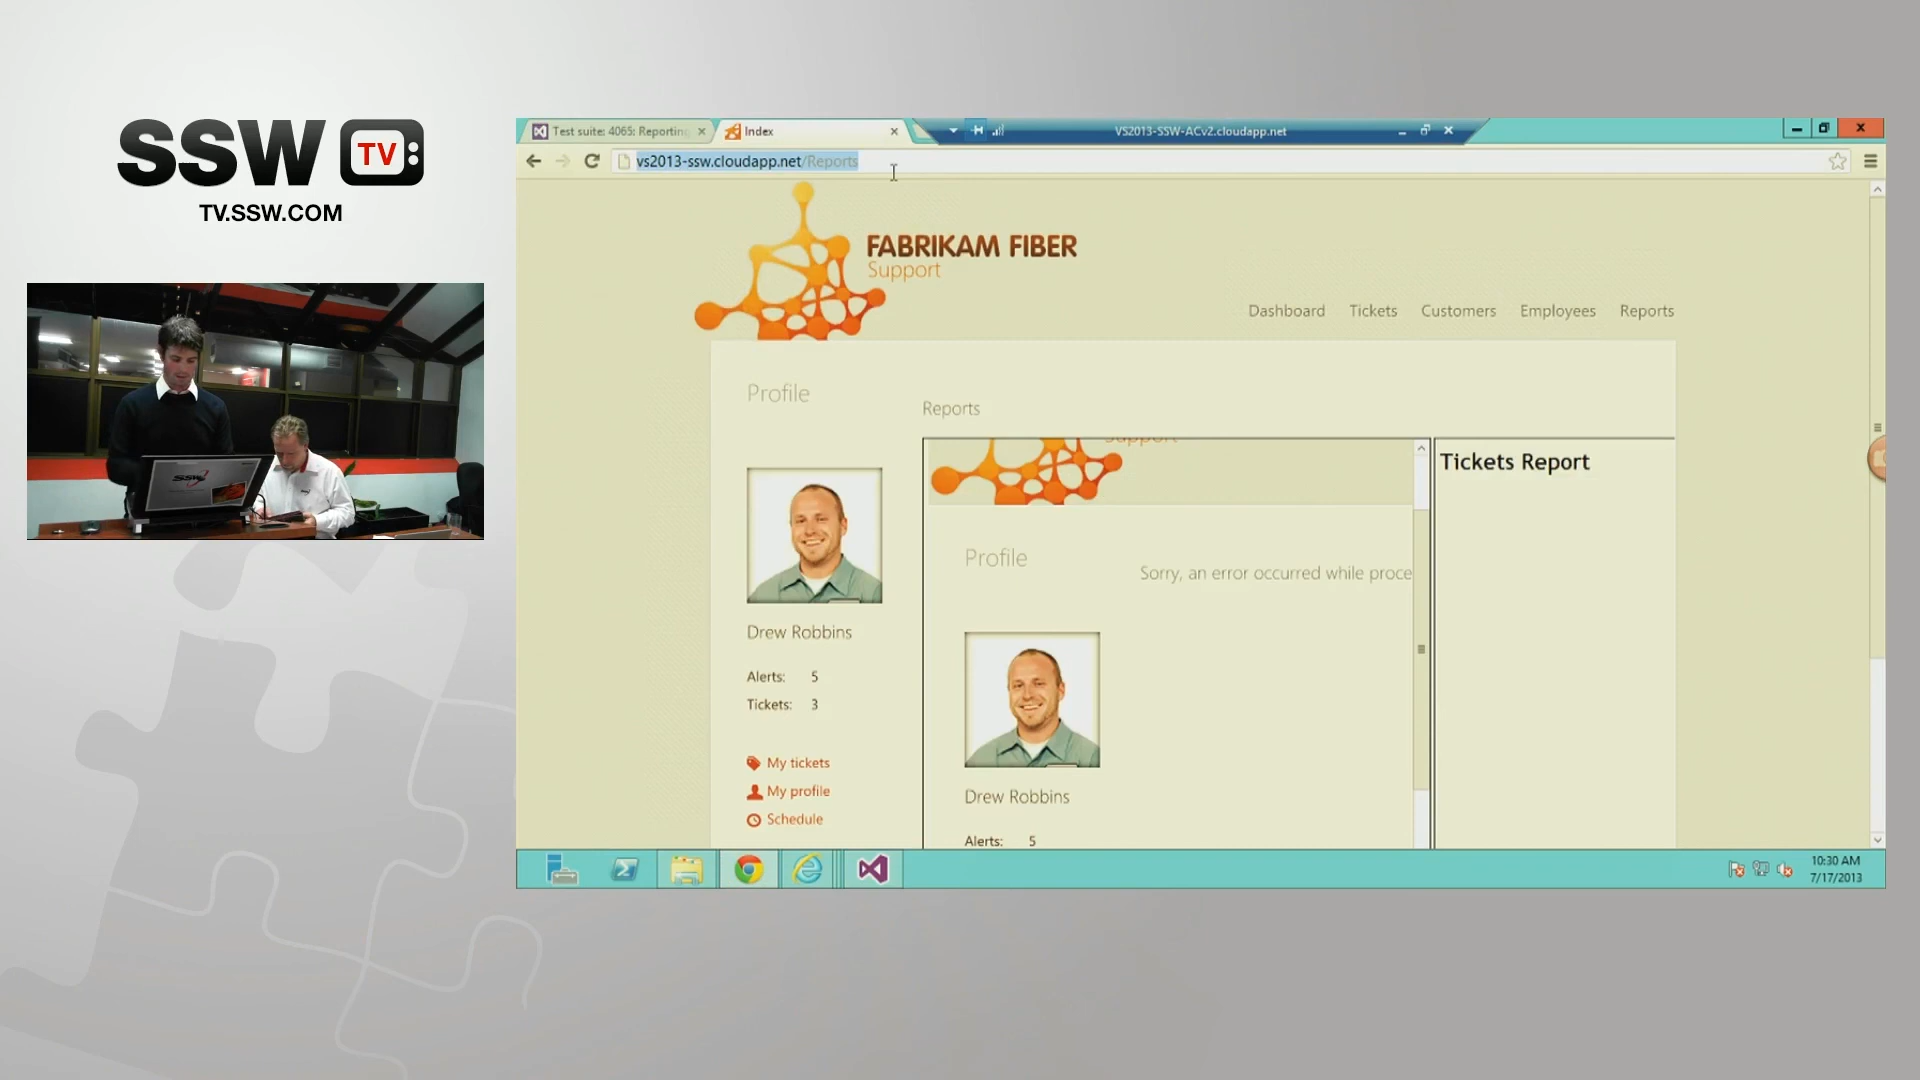 SSW TV:
TV.SSW.COM
SSW
Test suite: 4065: Reporting
Index
VS2013-SSW-ACv2.cloudapp.net
vs2013-ssw.cloudapp.net/Reports
FABRIKAM FIBER
Support
Dashboard Tickets Customers Employees Reports
Profile
Reports
Support
Tickets Report
Profile
Sorry, an error occurred while proce
Drew Robbins
Alerts: 5
Tickets: 3
My tickets
My profile
Schedule
Drew Robbins
Alerts: 5
10:30 AM
7/17/2013